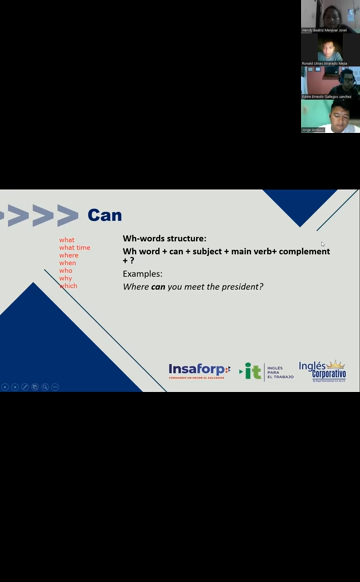 Can
what
what time
where
when
who
why
which
Wh-words structure:
Wh word + can + subject + main verb+ complement
+ ?
Examples:
Where can you meet the president?
Insaforp
it
INGLÉS
PARA
EL TRABAJO
Inglés
Corporativo